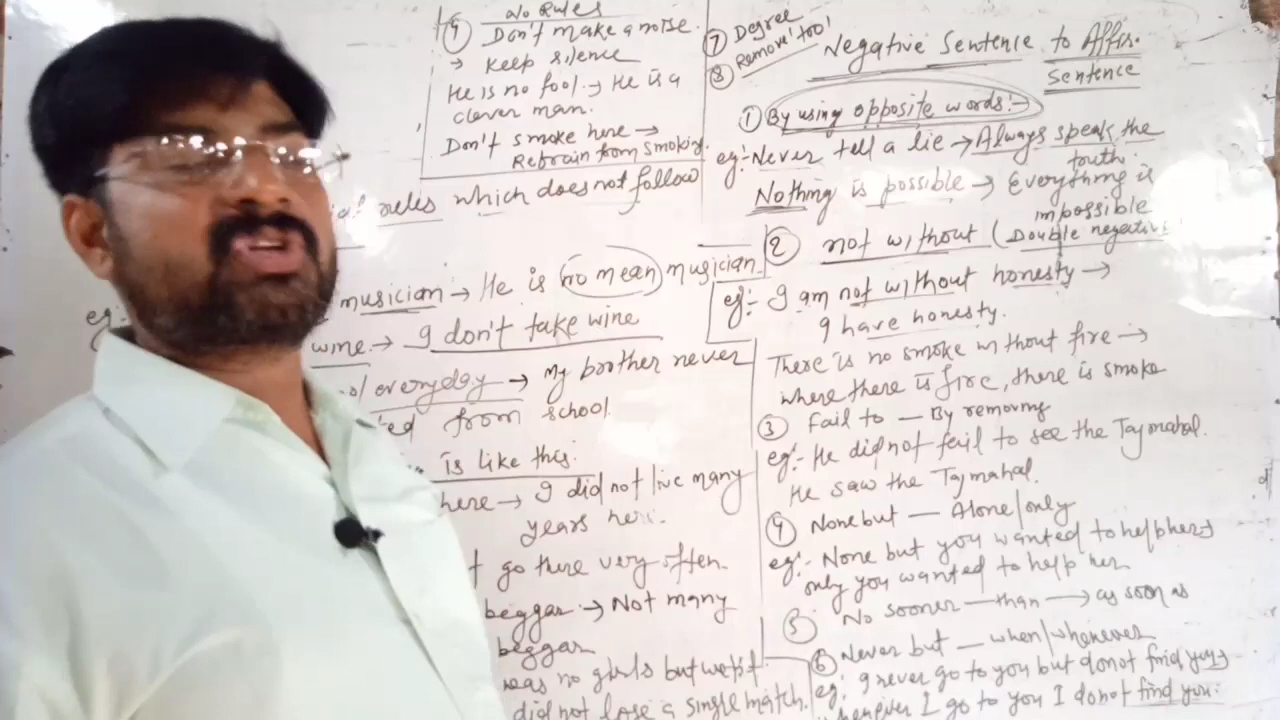 ⑨ No Rules
Don't make a noise.
→ keep silence
He is no fool. → He is a
clever man.
Don't smoke here →
Refrain from smoking.
rules which does not follow
eg:-
musician → He is no mean musician
wine. → I don't take wine
everyday → My brother never
from school.
is like this.
here → I did not live many
years here.
go there very often.
beggar → Not many
beggar
was no girls but wept
did not lose a single match.
⑦ Degree
⑧ Remove 'too'
Negative Sentence to Affir.
Sentence
① By using opposite words:→
eg:- Never tell a lie → Always speak the
truth.
Nothing is possible → Everything is
impossible
② not without (Double negative)
eg:- I am not without honesty →
I have honesty.
There is no smoke without fire →
where there is fire, there is smoke
③ Fail to — By removing
eg:- He did not fail to see the Tajmahal.
He saw the Tajmahal.
④ None but — Alone/only
eg:- None but you wanted to help her →
only you wanted to help her
⑤ No sooner — than → as soon as
⑥ Never but — when/whenever
eg: I never go to you but donot find you →
whenever I go to you I donot find you.